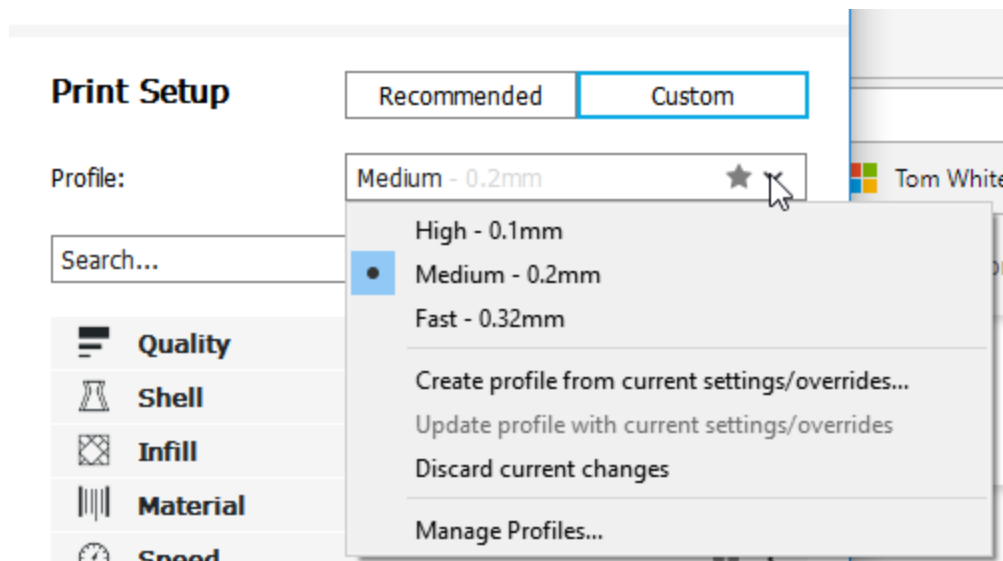 Print Setup
Recommended
Custom
Profile:
Medium - 0.2mm
Tom White
Search...
High - 0.1mm
Medium - 0.2mm
Fast - 0.32mm
Quality
Shell
Infill
Material
Speed
Create profile from current settings/overrides...
Update profile with current settings/overrides
Discard current changes
Manage Profiles...